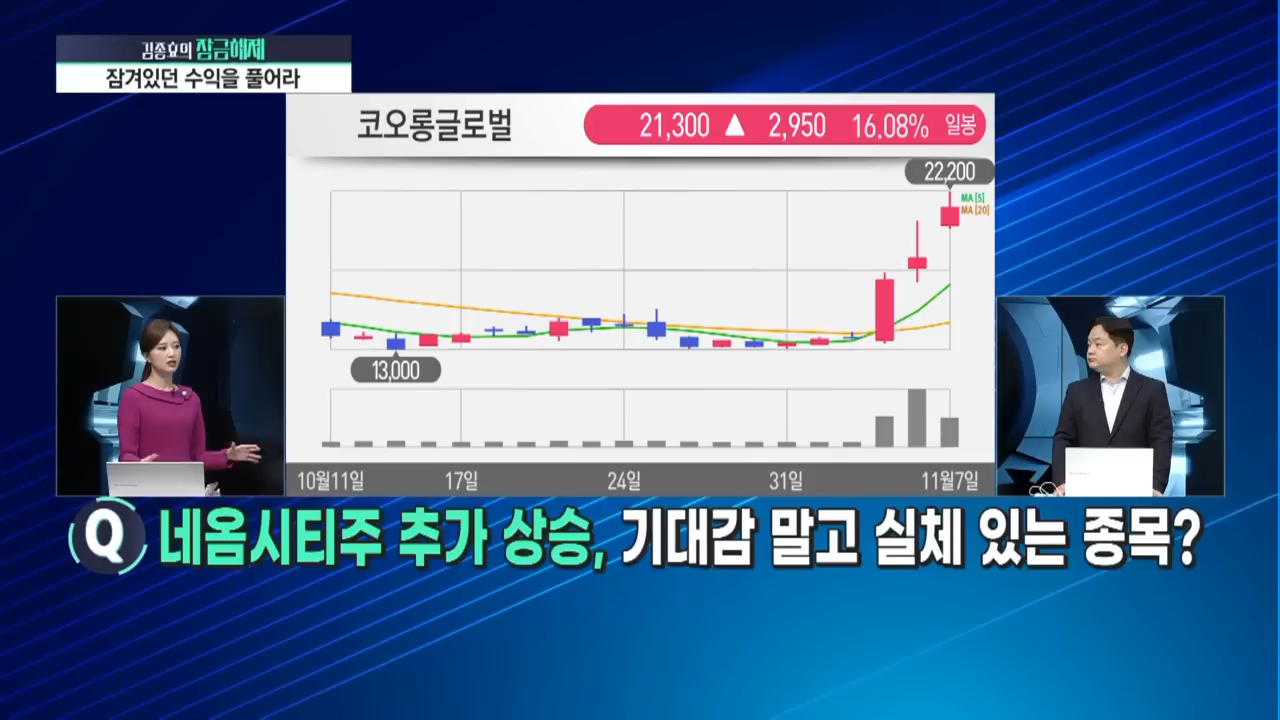 김종효의 잠금해제
잠겨있던 수익을 풀어라
코오롱글로벌
21,300 ▲ 2,950 16.08% 일봉
22,200
MA [5]
MA [20]
13,000
10월11일 17일 24일 31일 11월7일
Q 네옴시티주 추가 상승, 기대감 말고 실체 있는 종목?